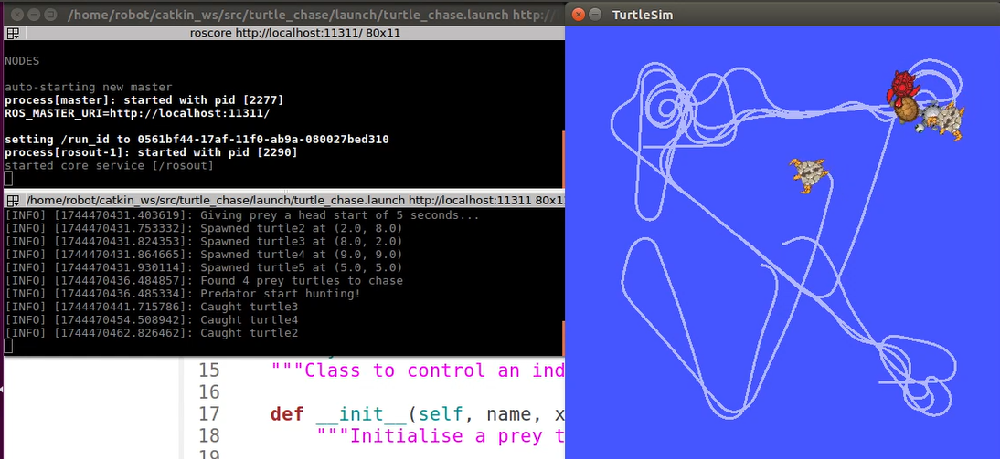 /home/robot/catkin_ws/src/turtle_chase/launch/turtle_chase.launch http://
roscore http://localhost:11311/ 80x11
NODES
auto-starting new master
process[master]: started with pid [2277]
ROS_MASTER_URI=http://localhost:11311/
setting /run_id to 0561bf44-17af-11f0-ab9a-080027bed310
process[rosout-1]: started with pid [2290]
started core service [/rosout]
/home/robot/catkin_ws/src/turtle_chase/launch/turtle_chase.launch http://localhost:11311 80x1
[INFO] [1744470431.403619]: Giving prey a head start of 5 seconds...
[INFO] [1744470431.753332]: Spawned turtle2 at (2.0, 8.0)
[INFO] [1744470431.824353]: Spawned turtle3 at (8.0, 2.0)
[INFO] [1744470431.864665]: Spawned turtle4 at (9.0, 9.0)
[INFO] [1744470431.930114]: Spawned turtle5 at (5.0, 5.0)
[INFO] [1744470436.484857]: Found 4 prey turtles to chase
[INFO] [1744470436.485334]: Predator start hunting!
[INFO] [1744470441.715786]: Caught turtle3
[INFO] [1744470454.508942]: Caught turtle4
[INFO] [1744470462.826462]: Caught turtle2
15 """Class to control an ind
16
17 def __init__(self, name, x
18 """Initialise a prey t
19
TurtleSim